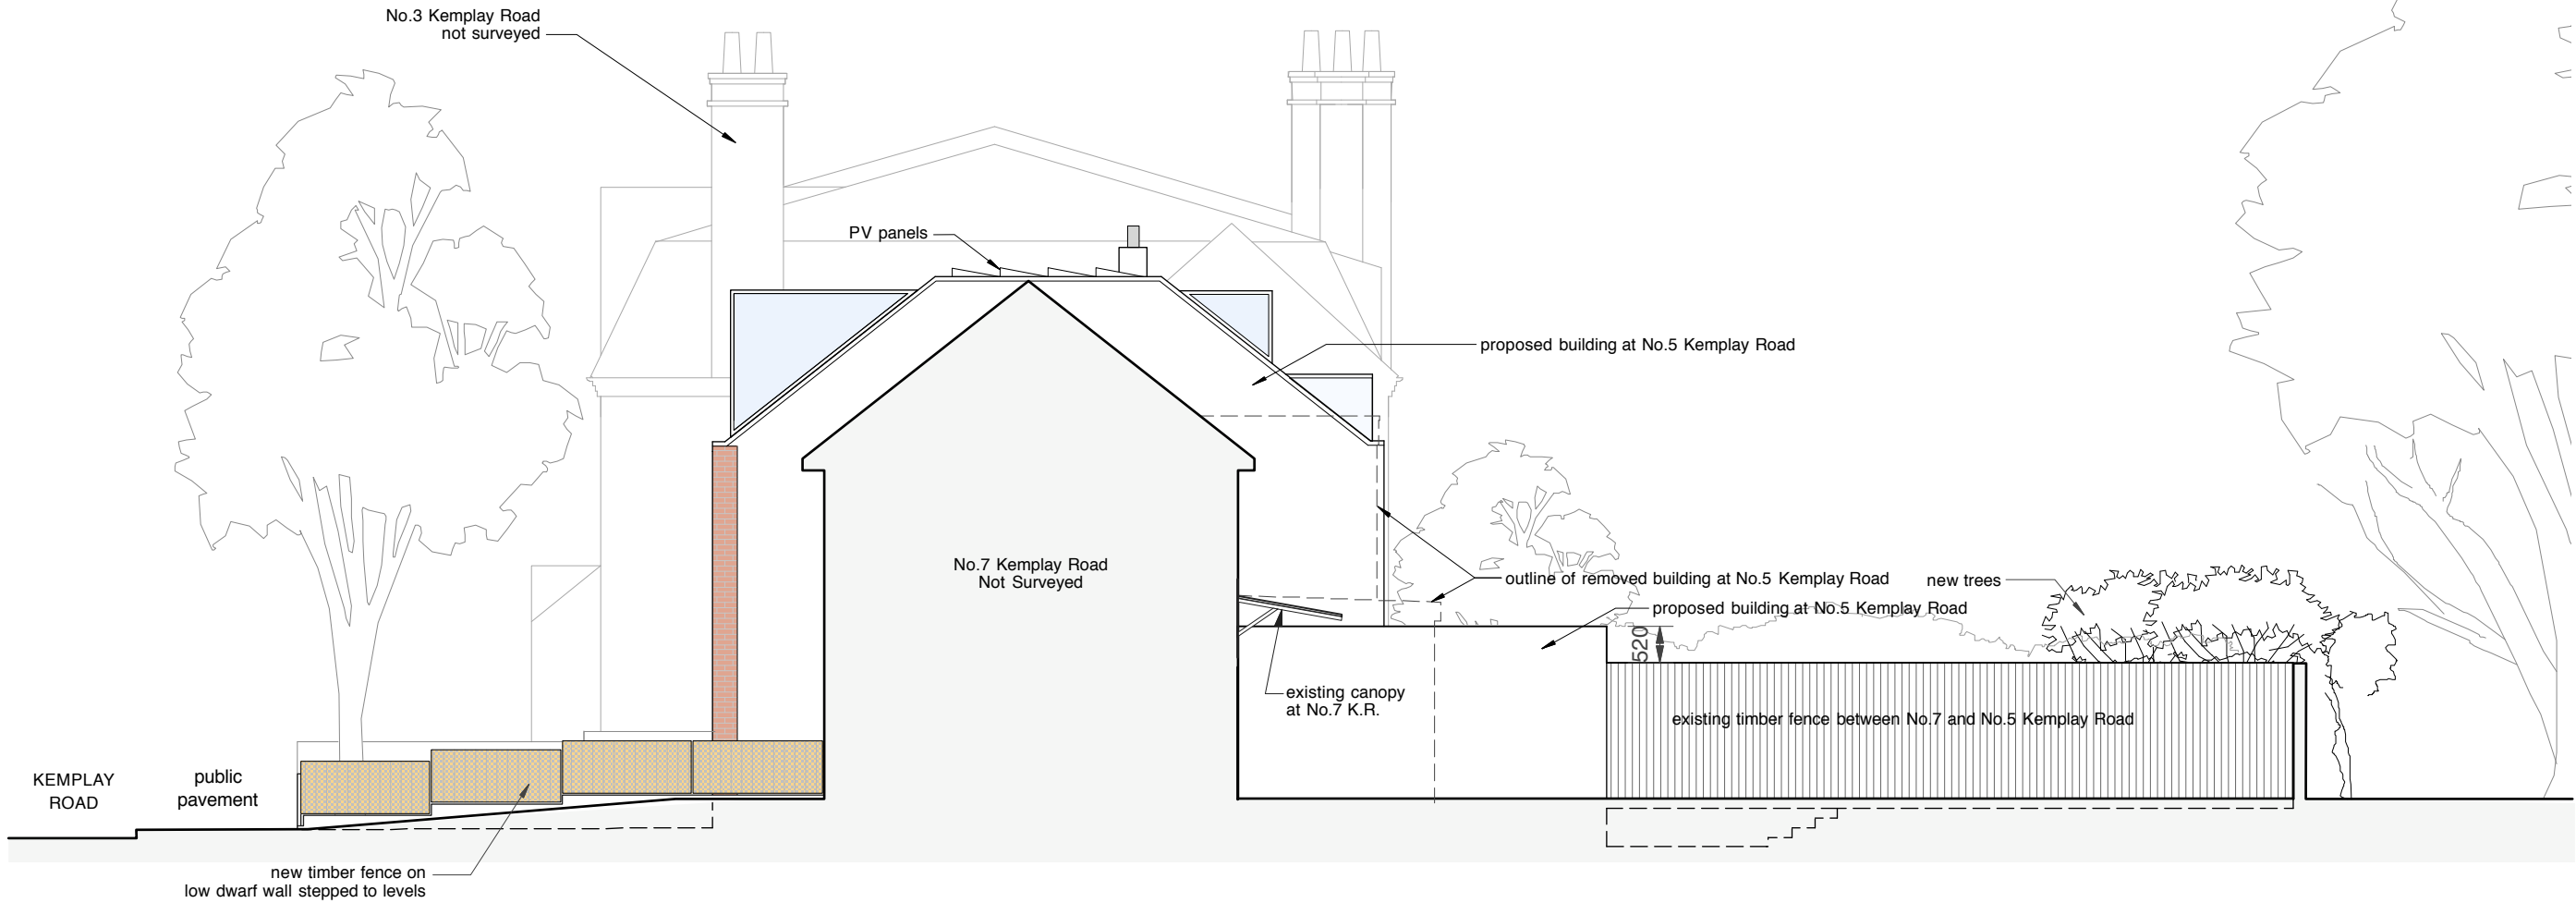 No.3 Kemplay Road
not surveyed
PV panels
proposed building at No.5 Kemplay Road
No.7 Kemplay Road
Not Surveyed
outline of removed building at No.5 Kemplay Road
new trees
proposed building at No.5 Kemplay Road
520
existing canopy
at No.7 K.R.
existing timber fence between No.7 and No.5 Kemplay Road
KEMPLAY
ROAD
public
pavement
new timber fence on
low dwarf wall stepped to levels